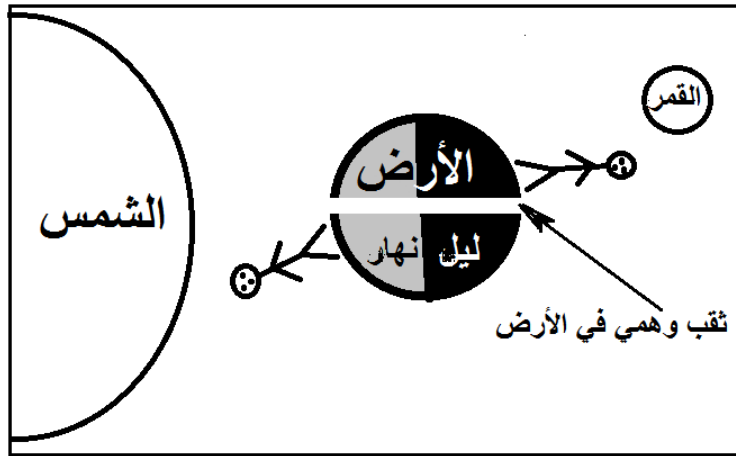 القمر
الأرض
الشمس
ليل
نهار
ثقب وهمي في الأرض